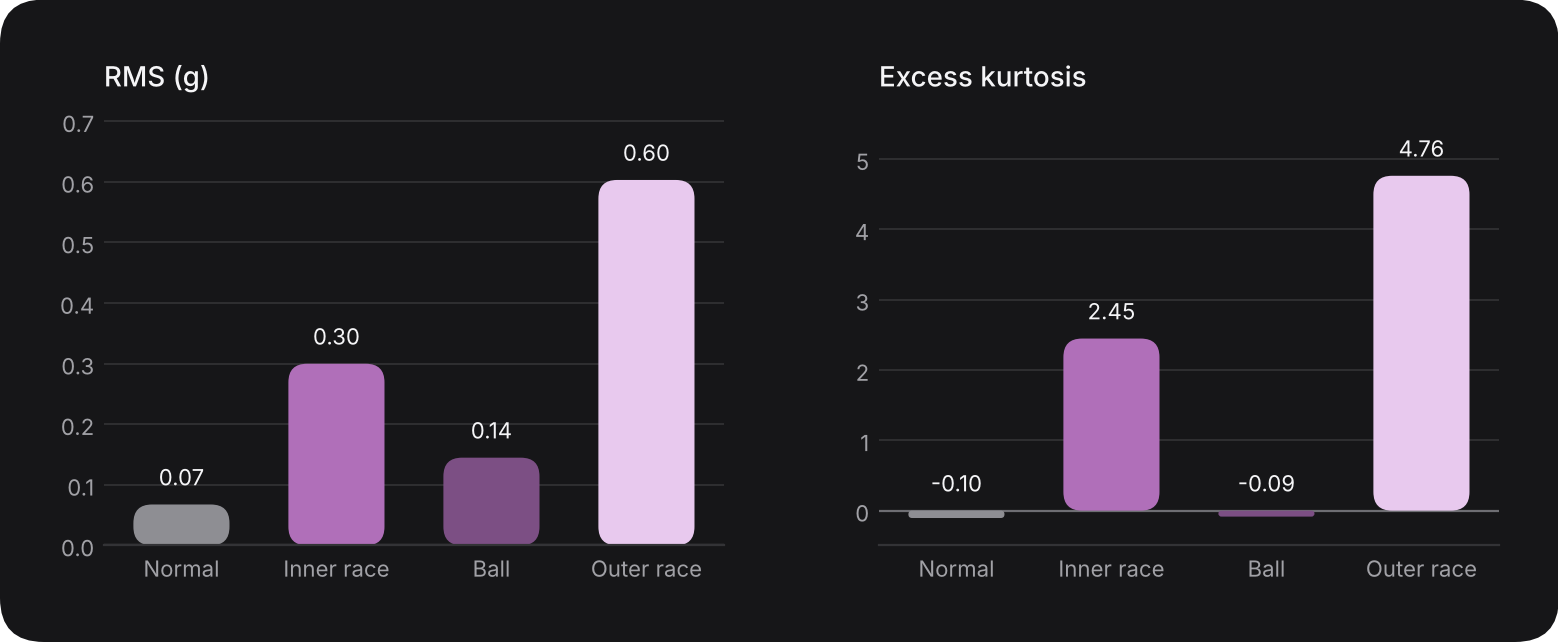 RMS (g)
0.7
0.6
0.5
0.4
0.3
0.2
0.1
0.0
0.07
0.30
0.14
0.60
Normal
Inner race
Ball
Outer race
Excess kurtosis
5
4
3
2
1
0
-0.10
2.45
-0.09
4.76
Normal
Inner race
Ball
Outer race